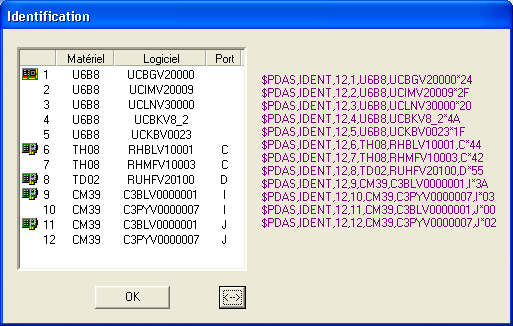 Identification
Matériel Logiciel Port
1 U6B8 UCBGV20000
2 U6B8 UCIMV20009
3 U6B8 UCLNV30000
4 U6B8 UCBKV8_2
5 U6B8 UCKBV0023
6 TH08 RHBLV10001 C
7 TH08 RHMFV10003 C
8 TD02 RUHFV20100 D
9 CM39 C3BLV0000001 I
10 CM39 C3PYV0000007 I
11 CM39 C3BLV0000001 J
12 CM39 C3PYV0000007 J
$PDAS,IDENT,12,1,U6B8,UCBGV20000*24
$PDAS,IDENT,12,2,U6B8,UCIMV20009*2F
$PDAS,IDENT,12,3,U6B8,UCLNV30000*20
$PDAS,IDENT,12,4,U6B8,UCBKV8_2*4A
$PDAS,IDENT,12,5,U6B8,UCKBV0023*1F
$PDAS,IDENT,12,6,TH08,RHBLV10001,C*44
$PDAS,IDENT,12,7,TH08,RHMFV10003,C*42
$PDAS,IDENT,12,8,TD02,RUHFV20100,D*55
$PDAS,IDENT,12,9,CM39,C3BLV0000001,I*3A
$PDAS,IDENT,12,10,CM39,C3PYV0000007,I*03
$PDAS,IDENT,12,11,CM39,C3BLV0000001,J*00
$PDAS,IDENT,12,12,CM39,C3PYV0000007,J*02
OK
<-->